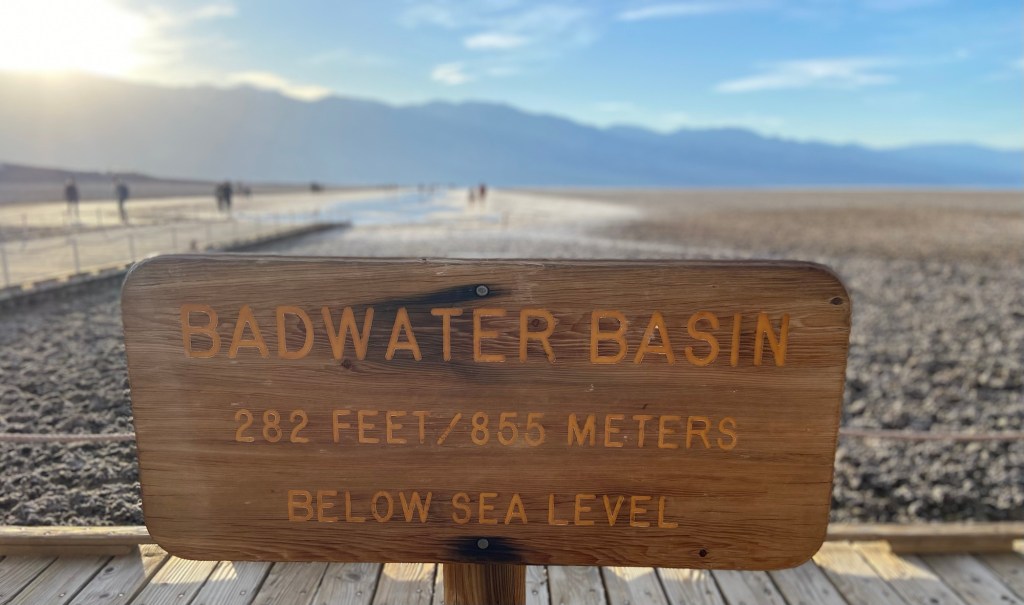 BADWATER BASIN
282 FEET/855 METERS
BELOW SEA LEVEL